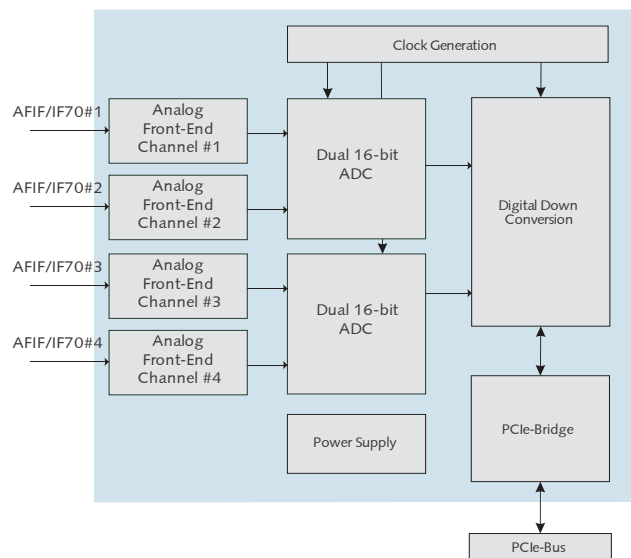 Clock Generation
AFIF/IF70#1
Analog
Front-End
Channel #1
Dual 16-bit
ADC
AFIF/IF70#2
Analog
Front-End
Channel #2
Digital Down
Conversion
AFIF/IF70#3
Analog
Front-End
Channel #3
Dual 16-bit
ADC
AFIF/IF70#4
Analog
Front-End
Channel #4
Power Supply
PCIe-Bridge
PCIe-Bus